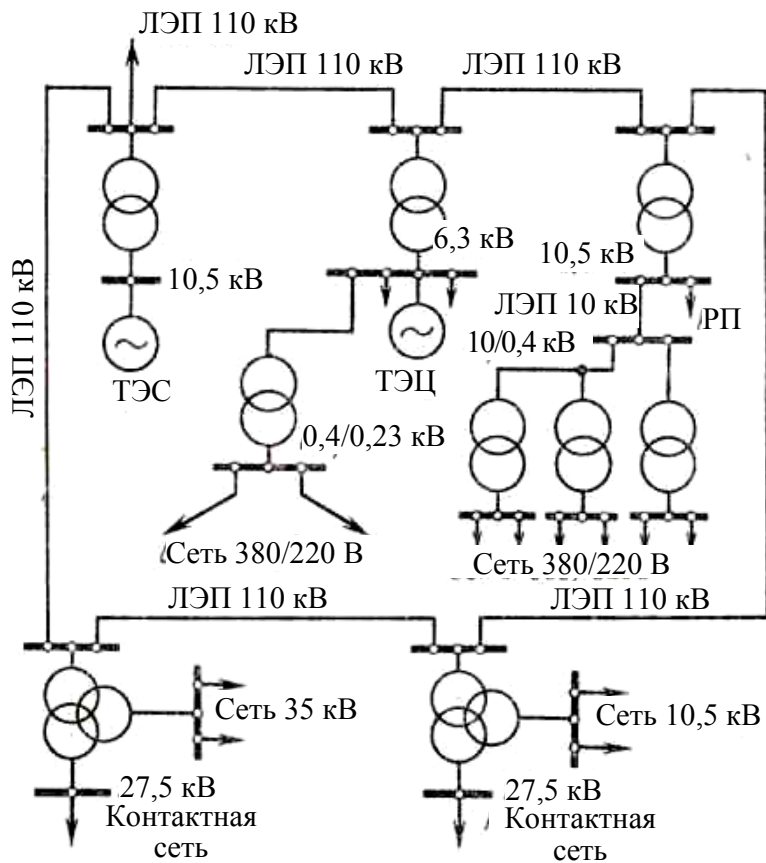 ЛЭП 110 кВ
ЛЭП 110 кВ
ЛЭП 110 кВ
ЛЭП 110 кВ
6,3 кВ
10,5 кВ
10,5 кВ
ЛЭП 10 кВ
РП
10/0,4 кВ
ТЭС
ТЭЦ
0,4/0,23 кВ
Сеть 380/220 В
Сеть 380/220 В
ЛЭП 110 кВ
ЛЭП 110 кВ
Сеть 35 кВ
Сеть 10,5 кВ
27,5 кВ
Контактная
сеть
27,5 кВ
Контактная
сеть